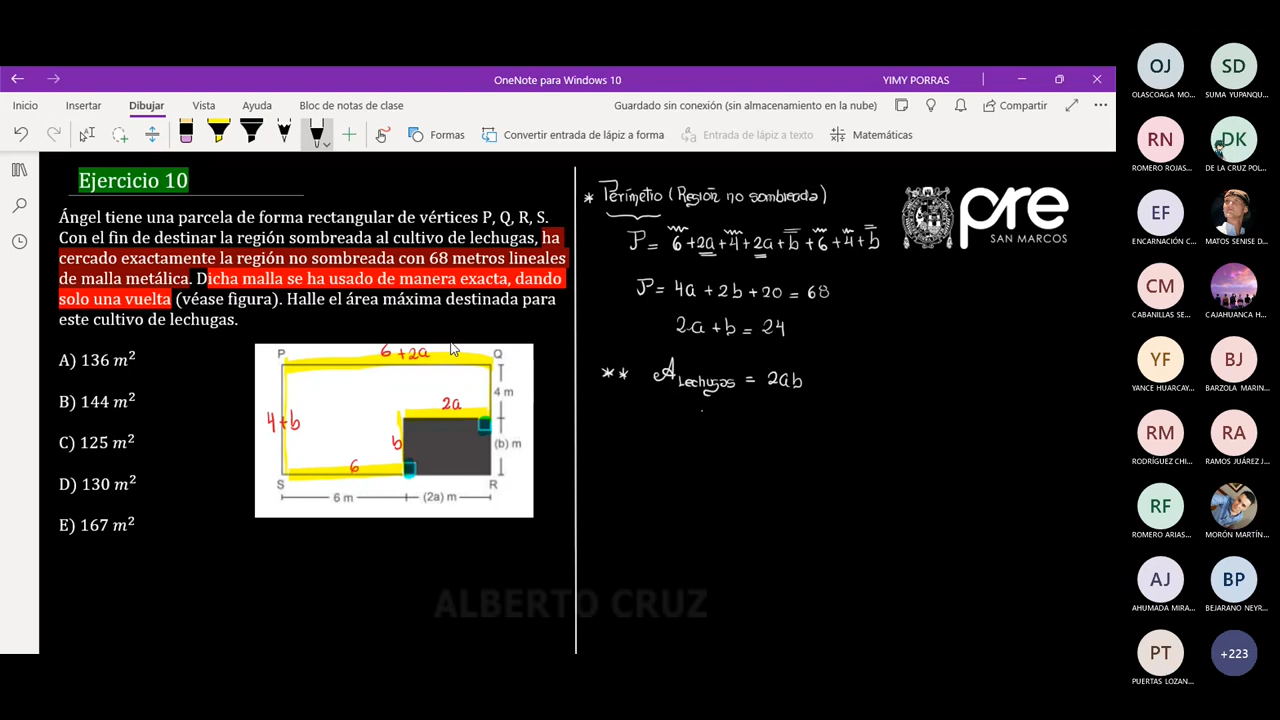 OneNote para Windows 10
YIMY PORRAS
Inicio Insertar Dibujar Vista Ayuda Bloc de notas de clase
Guardado sin conexión (sin almacenamiento en la nube)
Compartir
Formas
Convertir entrada de lápiz a forma
Entrada de lápiz a texto
Matemáticas
Ejercicio 10
Ángel tiene una parcela de forma rectangular de vértices P, Q, R, S.
Con el fin de destinar la región sombreada al cultivo de lechugas, ha
cercado exactamente la región no sombreada con 68 metros lineales
de malla metálica. Dicha malla se ha usado de manera exacta, dando
solo una vuelta (véase figura). Halle el área máxima destinada para
este cultivo de lechugas.
A) 136 m²
B) 144 m²
C) 125 m²
D) 130 m²
E) 167 m²
P 6+2a Q
4 m
2a
4+b
b
(b) m
6
S R
6 m (2a) m
* Perímetro (Región no sombreada)
P = 6+2a+4+2a+b+6+4+b
P = 4a+2b+20 = 68
2a+b = 24
** A Lechugas = 2ab
pre
SAN MARCOS
ALBERTO CRUZ
OJ SD
OLASCOAGA MO... SUMA YUPANQU...
RN DK
ROMERO ROJAS... DE LA CRUZ POL...
EF
ENCARNACIÓN C... MATOS SENISE D...
CM
CABANILLAS SE... CAJAHUANCA H...
YF BJ
YANCE HUARCAY... BARZOLA MARIN...
RM RA
RODRÍGUEZ CHI... RAMOS JUÁREZ J...
RF
ROMERO ARIAS... MORÓN MARTÍN...
AJ BP
AHUMADA MIRA... BEJARANO NEYR...
PT +223
PUERTAS LOZAN...